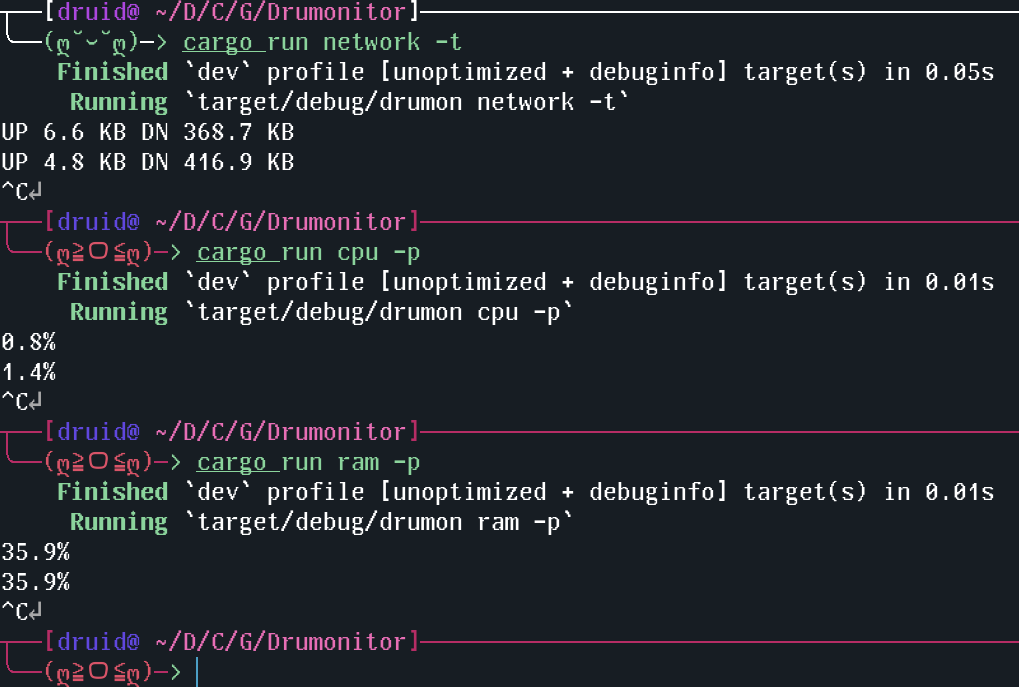 [druid@ ~/D/C/G/Drumonitor]
(ღ˘⌣˘ღ)─> cargo run network -t
Finished `dev` profile [unoptimized + debuginfo] target(s) in 0.05s
Running `target/debug/drumon network -t`
UP 6.6 KB DN 368.7 KB
UP 4.8 KB DN 416.9 KB
^C↲
[druid@ ~/D/C/G/Drumonitor]
(ღ≧◯≦ღ)─> cargo run cpu -p
Finished `dev` profile [unoptimized + debuginfo] target(s) in 0.01s
Running `target/debug/drumon cpu -p`
0.8%
1.4%
^C↲
[druid@ ~/D/C/G/Drumonitor]
(ღ≧◯≦ღ)─> cargo run ram -p
Finished `dev` profile [unoptimized + debuginfo] target(s) in 0.01s
Running `target/debug/drumon ram -p`
35.9%
35.9%
^C↲
[druid@ ~/D/C/G/Drumonitor]
(ღ≧◯≦ღ)─>